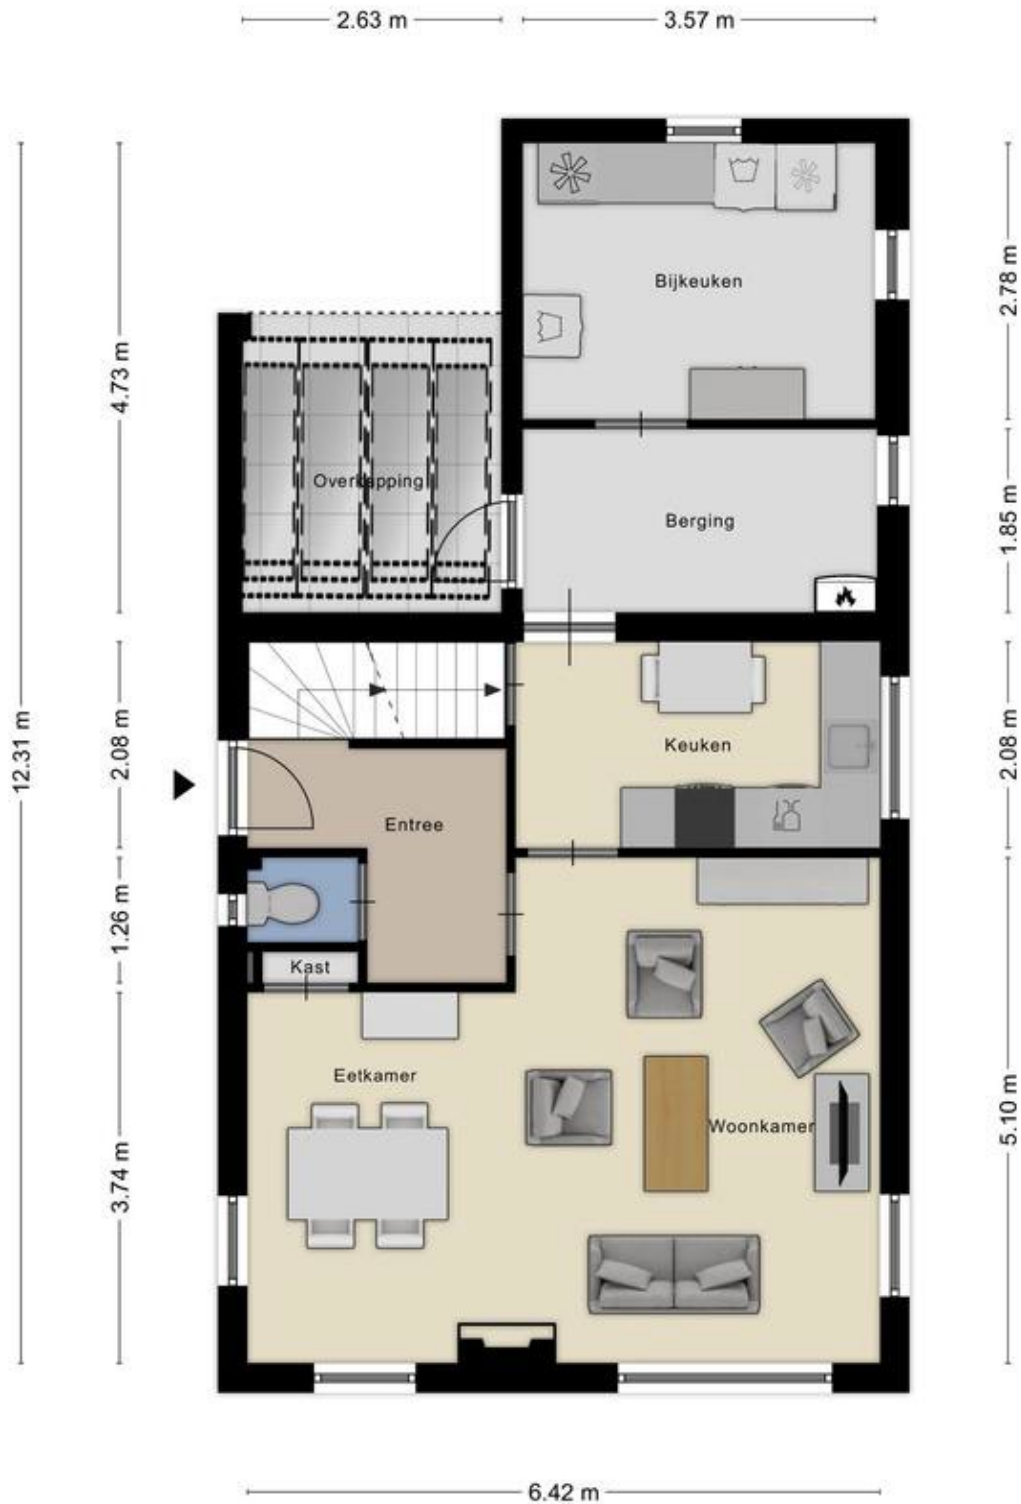 2.63 m
3.57 m
Bijkeuken
2.78 m
4.73 m
Overkapping
Berging
1.85 m
12.31 m
2.08 m
Keuken
2.08 m
Entree
1.26 m
Kast
Eetkamer
Woonkamer
5.10 m
3.74 m
6.42 m